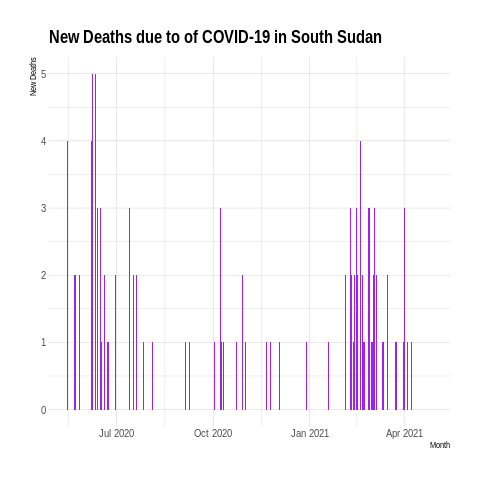 New Deaths due to of COVID-19 in South Sudan
New Deaths
5
4
3
2
1
0
Jul 2020
Oct 2020
Jan 2021
Apr 2021
Month